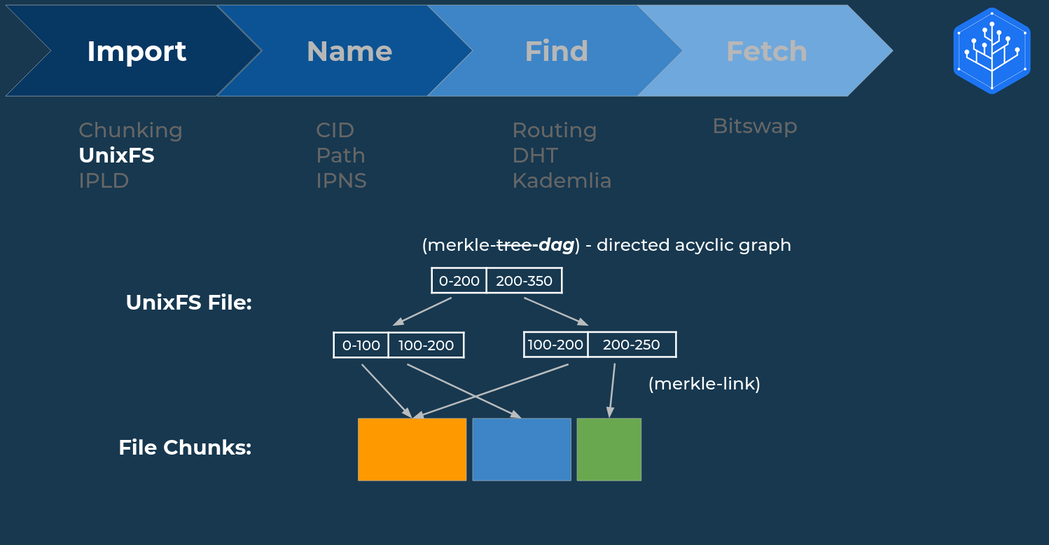 Import
Name
Find
Fetch
Chunking
UnixFS
IPLD
CID
Path
IPNS
Routing
DHT
Kademlia
Bitswap
(merkle-tree-dag) - directed acyclic graph
UnixFS File:
0-200 200-350
0-100 100-200
100-200 200-250
(merkle-link)
File Chunks: